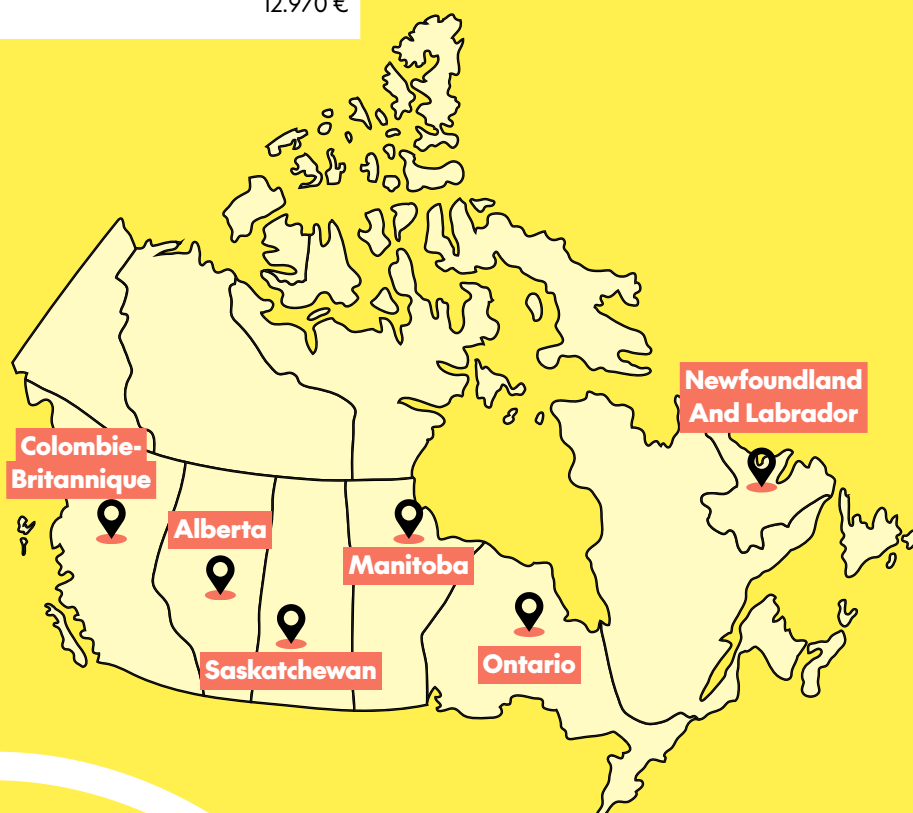 12.970 €
Newfoundland
And Labrador
Colombie-
Britannique
Alberta
Manitoba
Saskatchewan
Ontario